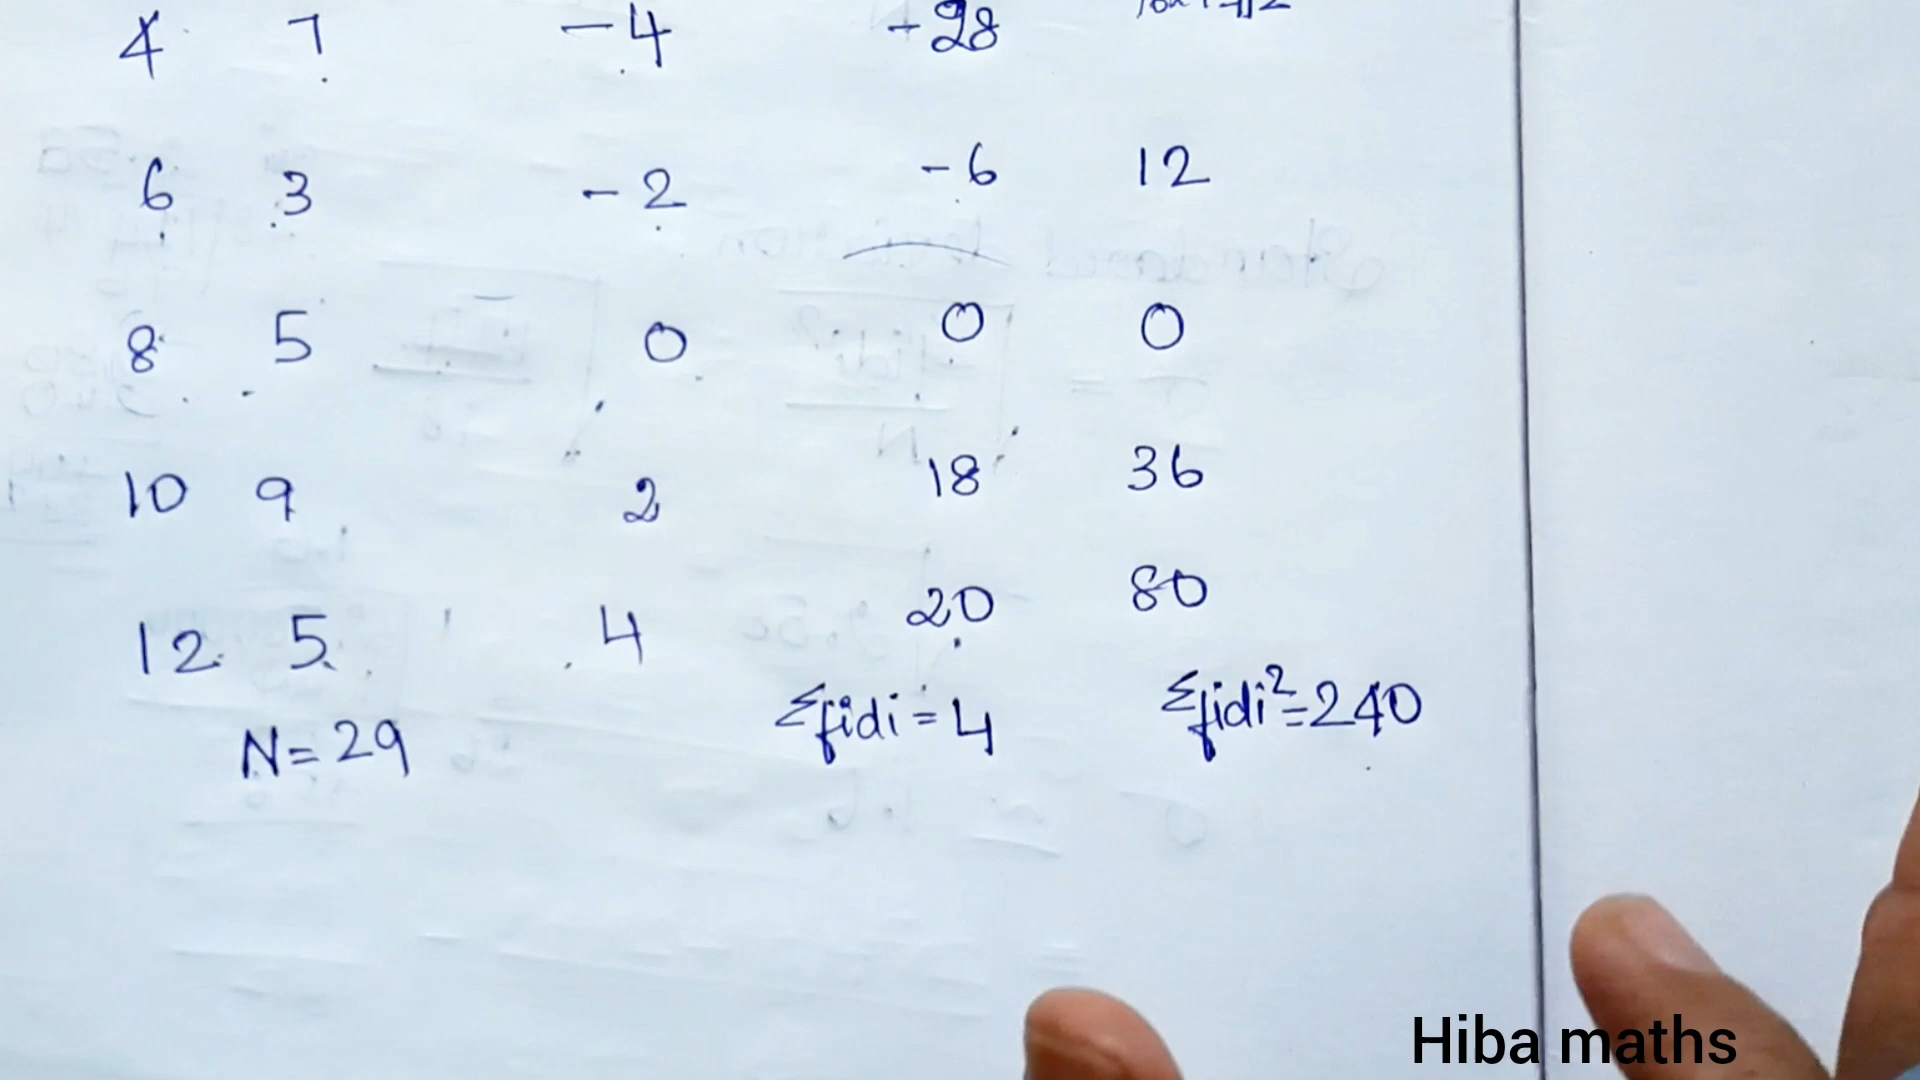 4 7 -4 -28
6 3 -2 -6 12
8 5 0 0 0
10 9 2 18 36
12 5 4 20 80
N=29 Σfidi=4 Σfidi²=240
Hiba maths